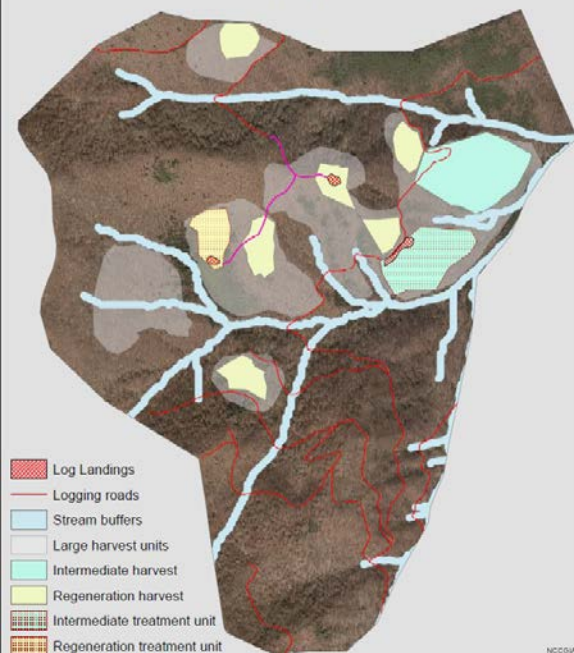 Log Landings
Logging roads
Stream buffers
Large harvest units
Intermediate harvest
Regeneration harvest
Intermediate treatment unit
Regeneration treatment unit